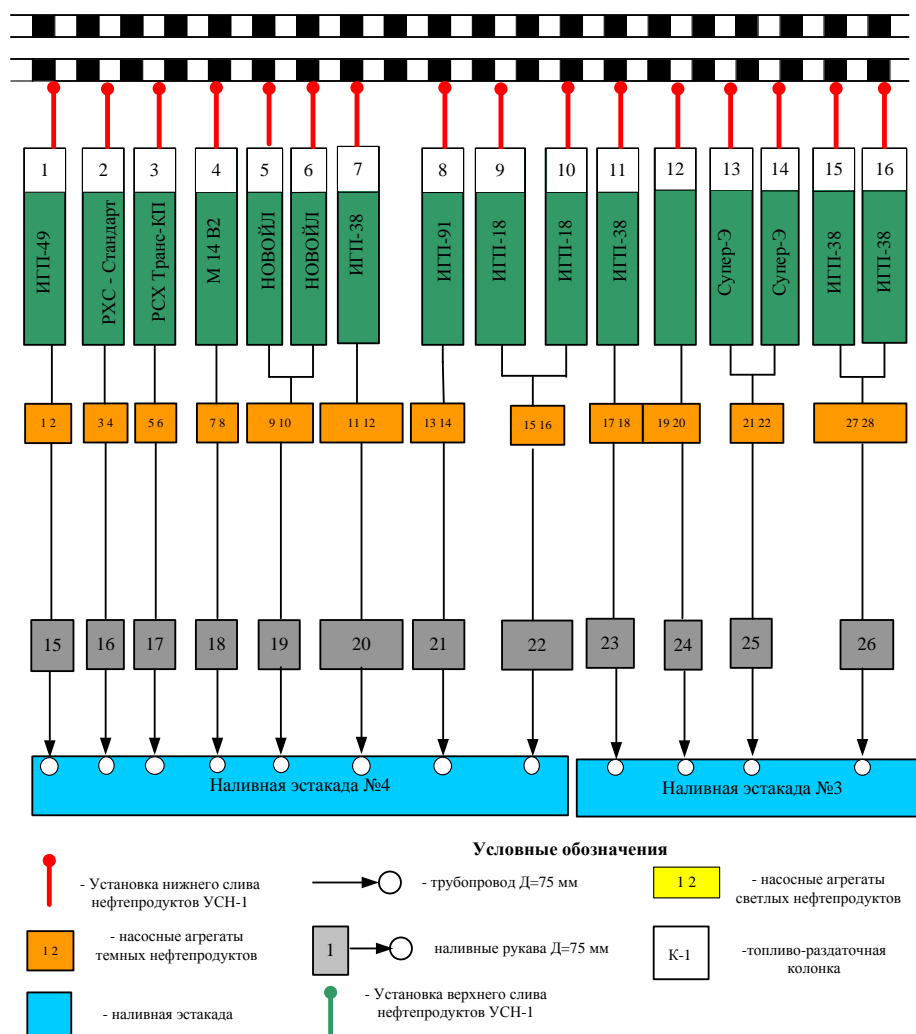 1 2 3 4 5 6 7 8 9 10 11 12 13 14 15 16
ИГП-49
РХС - Стандарт
РСХ Транс-КП
М 14 В2
НОВОЙЛ
НОВОЙЛ
ИГП-38
ИГП-91
ИГП-18
ИГП-18
ИГП-38
Супер-Э
Супер-Э
ИГП-38
ИГП-38
1 2 3 4 5 6 7 8 9 10 11 12 13 14 15 16 17 18 19 20 21 22 27 28
15 16 17 18 19 20 21 22 23 24 25 26
Наливная эстакада №4
Наливная эстакада №3
Условные обозначения
- Установка нижнего слива
нефтепродуктов УСН-1
- трубопровод Д=75 мм
1 2
- насосные агрегаты
светлых нефтепродуктов
1 2
- насосные агрегаты
темных нефтепродуктов
1
наливные рукава Д=75 мм
К-1
-топливо-раздаточная
колонка
- наливная эстакада
- Установка верхнего слива
нефтепродуктов УСН-1